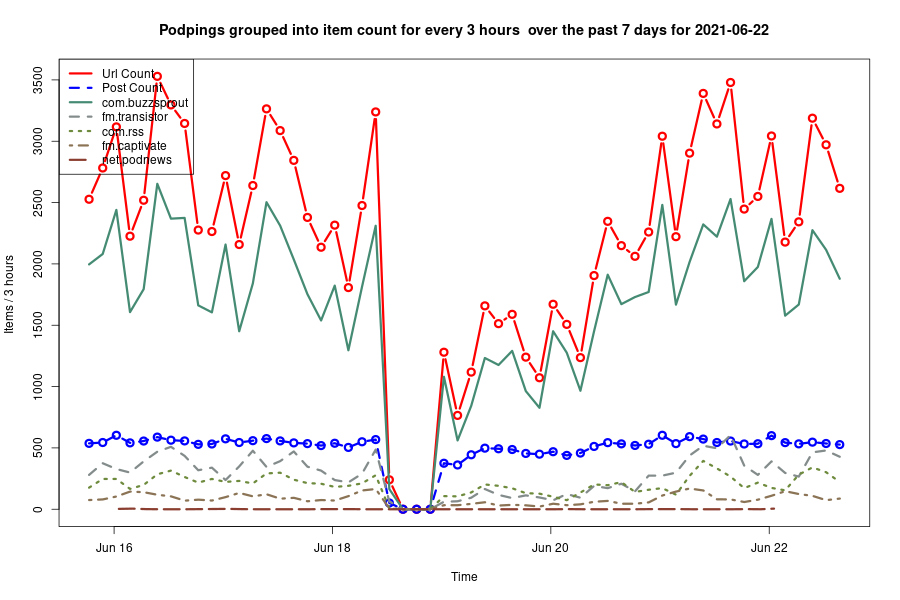 Podpings grouped into item count for every 3 hours  over the past 7 days for 2021-06-22
Url Count
Post Count
com.buzzsprout
fm.transistor
com.rss
fm.captivate
net.podnews
Items / 3 hours
3500
3000
2500
2000
1500
1000
500
0
Jun 16
Jun 18
Jun 20
Jun 22
Time